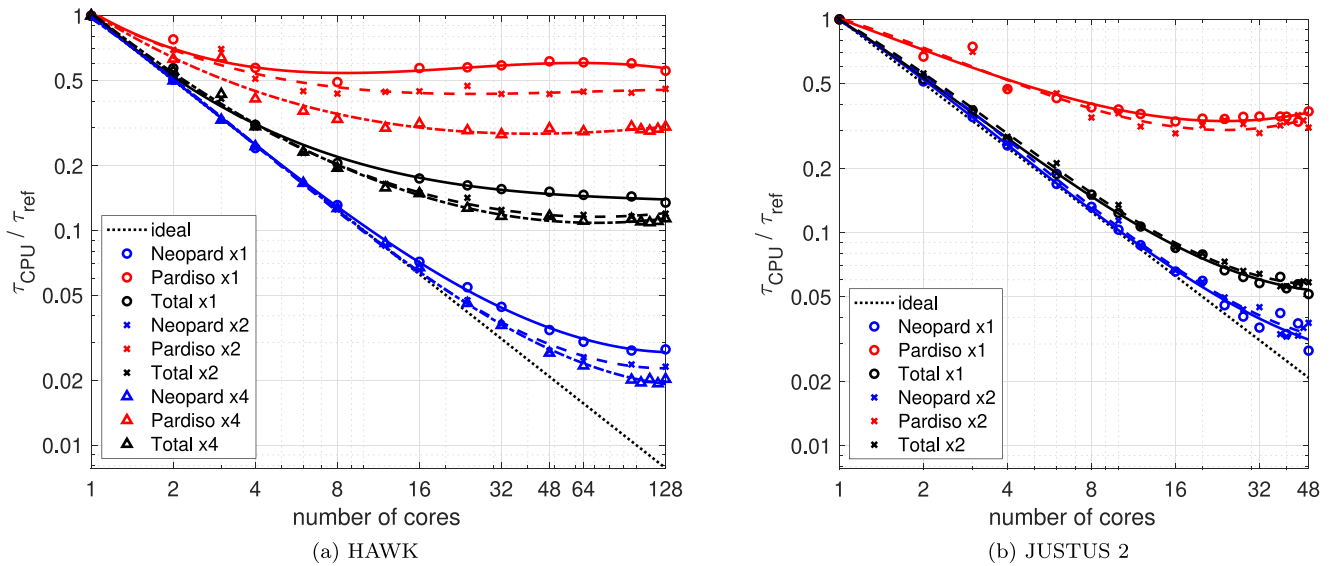 1
0.5
0.2
0.1
0.05
0.02
0.01
τCPU / τref
ideal
Neopard x1
Pardiso x1
Total x1
Neopard x2
Pardiso x2
Total x2
Neopard x4
Pardiso x4
Total x4
1 2 4 8 16 32 48 64 128
number of cores
(a) HAWK
1
0.5
0.2
0.1
0.05
0.02
0.01
τCPU / τref
ideal
Neopard x1
Pardiso x1
Total x1
Neopard x2
Pardiso x2
Total x2
1 2 4 8 16 32 48
number of cores
(b) JUSTUS 2